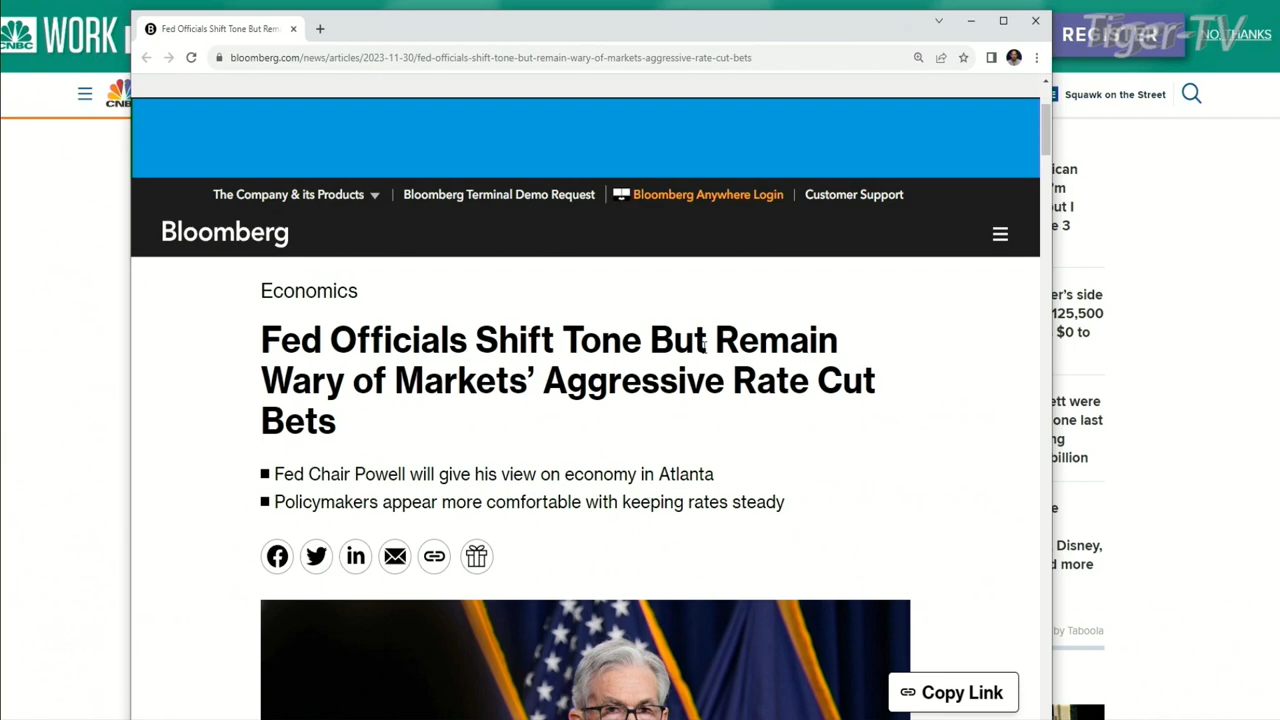 Fed Officials Shift Tone But Rem
Tiger-TV
CNBC
WORK
REGISTER
NO, THANKS
bloomberg.com/news/articles/2023-11-30/fed-officials-shift-tone-but-remain-wary-of-markets-aggressive-rate-cut-bets
CNB
Squawk on the Street
The Company & its Products
Bloomberg Terminal Demo Request
Bloomberg Anywhere Login
Customer Support
Bloomberg
Economics
Fed Officials Shift Tone But Remain
Wary of Markets’ Aggressive Rate Cut
Bets
Fed Chair Powell will give his view on economy in Atlanta
Policymakers appear more comfortable with keeping rates steady
Copy Link
ican
'm
out I
e 3
er’s side
125,500
$0 to
ett were
one last
ng
billion
e
Disney,
d more
by Taboola